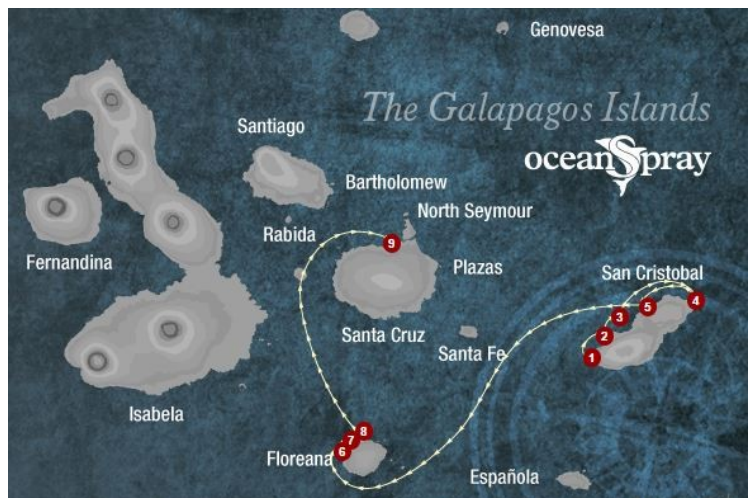 Genovesa
The Galapagos Islands
oceanSpray
Santiago
Bartholomew
North Seymour
Rabida
Fernandina
9
Plazas
San Cristobal
4
5
3
2
1
Santa Cruz
Santa Fe
Isabela
8
7
6
Floreana
Española